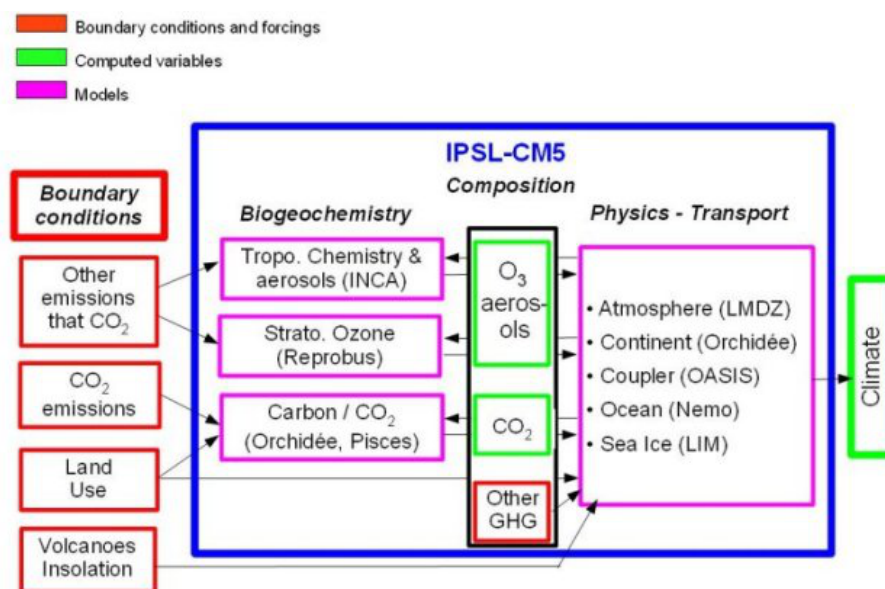 Boundary conditions and forcings
Computed variables
Models
IPSL-CM5
Composition
Boundary
conditions
Biogeochemistry
Physics - Transport
Other
emissions
that CO₂
Tropo. Chemistry &
aerosols (INCA)
O₃
aeros-
ols
Strato. Ozone
(Reprobus)
CO₂
emissions
Carbon / CO₂
(Orchidée, Pisces)
CO₂
Land
Use
Other
GHG
Volcanoes
Insolation
• Atmosphere (LMDZ)
• Continent (Orchidée)
• Coupler (OASIS)
• Ocean (Nemo)
• Sea Ice (LIM)
Climate